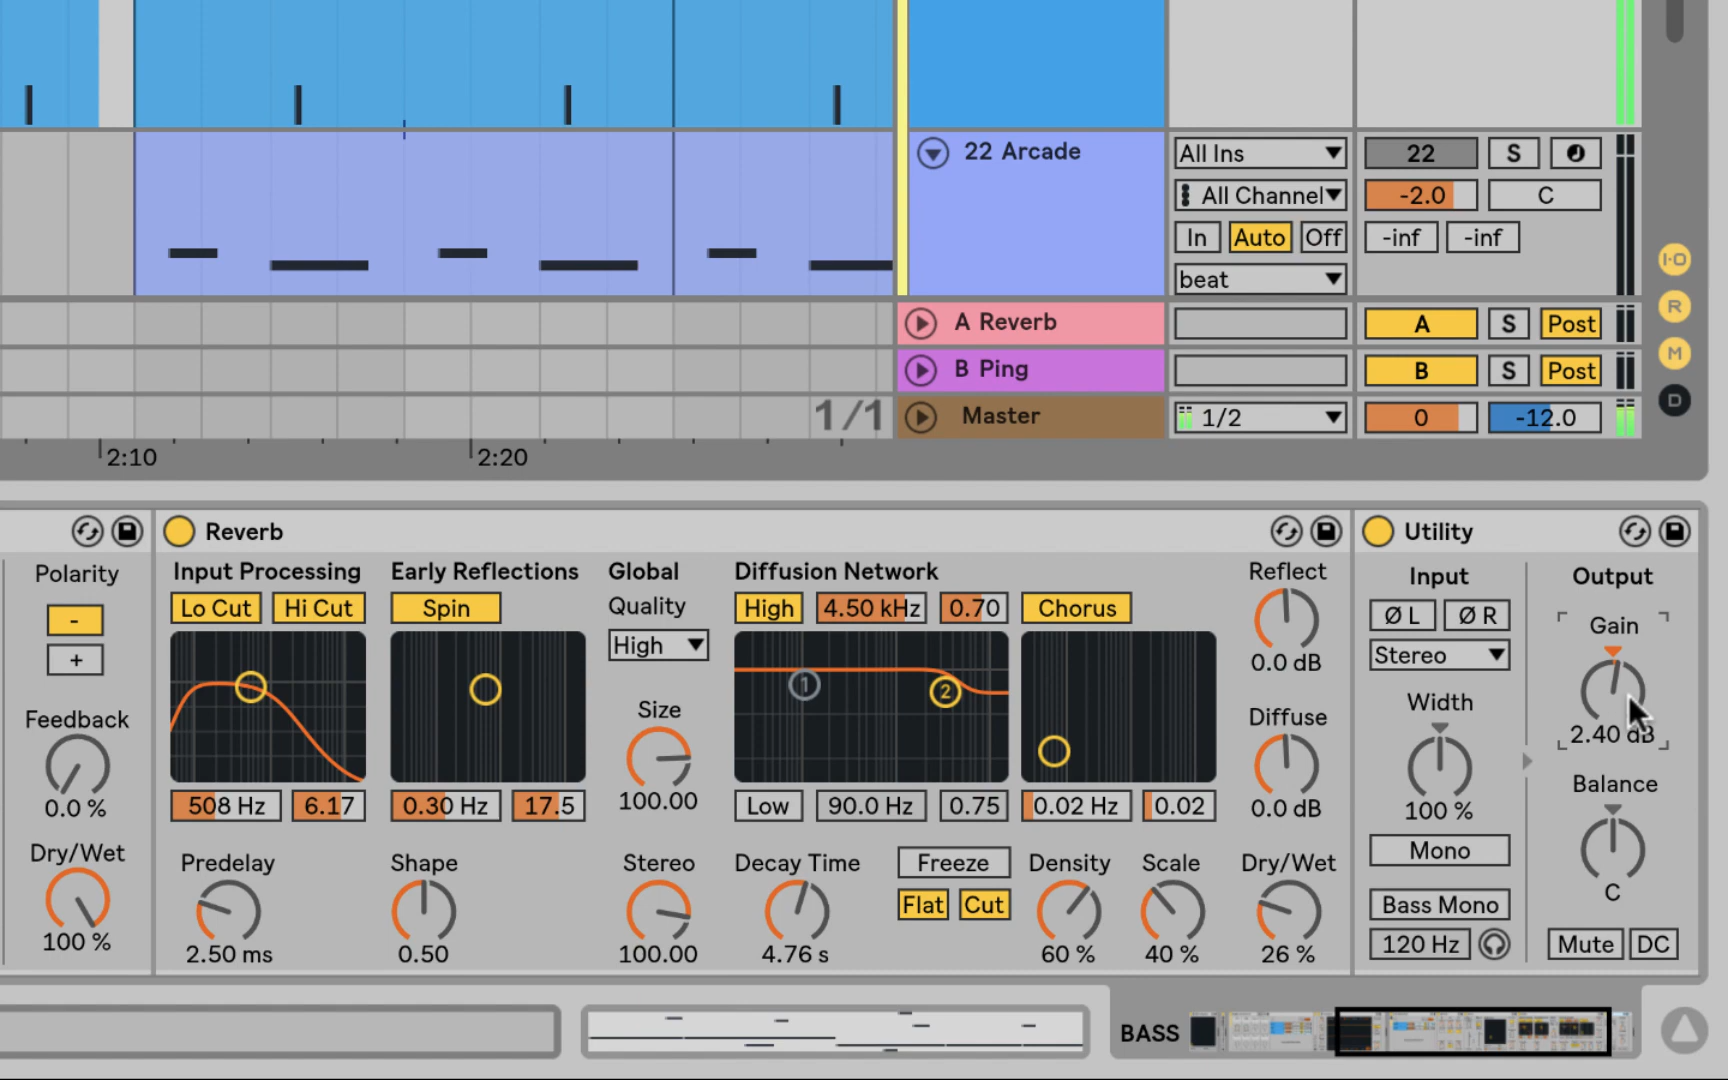 22 Arcade
All Ins
22
S
All Channel
-2.0
C
In
Auto
Off
-inf
-inf
beat
I·O
A Reverb
A
S
Post
R
B Ping
B
S
Post
M
1/1
Master
1/2
0
-12.0
D
2:10
2:20
Polarity
-
+
Feedback
0.0 %
Dry/Wet
100 %
Reverb
Input Processing
Lo Cut
Hi Cut
508 Hz
6.17
Predelay
2.50 ms
Early Reflections
Spin
0.30 Hz
17.5
Shape
0.50
Global
Quality
High
Size
100.00
Stereo
100.00
Diffusion Network
High
4.50 kHz
0.70
Chorus
1
2
Low
90.0 Hz
0.75
0.02 Hz
0.02
Decay Time
4.76 s
Freeze
Flat
Cut
Density
60 %
Scale
40 %
Reflect
0.0 dB
Diffuse
0.0 dB
Dry/Wet
26 %
Utility
Input
Ø L
Ø R
Stereo
Width
100 %
Mono
Bass Mono
120 Hz
Output
Gain
2.40 dB
Balance
C
Mute
DC
BASS